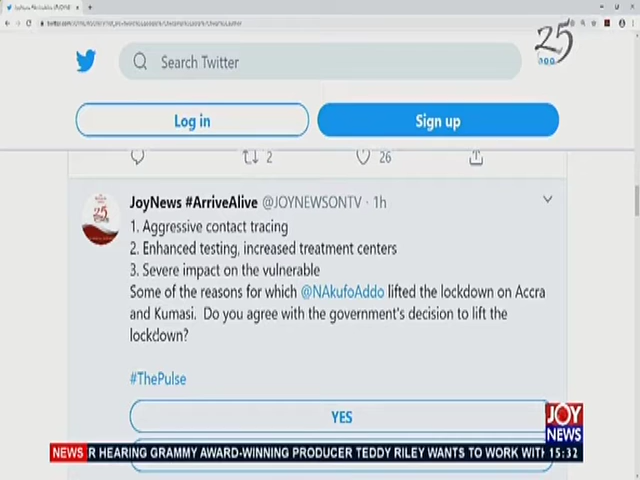 25
Search Twitter
Log in
Sign up
2
26
JoyNews #ArriveAlive @JOYNEWSONTV · 1h
1. Aggressive contact tracing
2. Enhanced testing, increased treatment centers
3. Severe impact on the vulnerable
Some of the reasons for which @NAkufoAddo lifted the lockdown on Accra
and Kumasi. Do you agree with the government's decision to lift the
lockdown?
#ThePulse
YES
JOY
NEWS
NEWS R HEARING GRAMMY AWARD-WINNING PRODUCER TEDDY RILEY WANTS TO WORK WITH 15:32